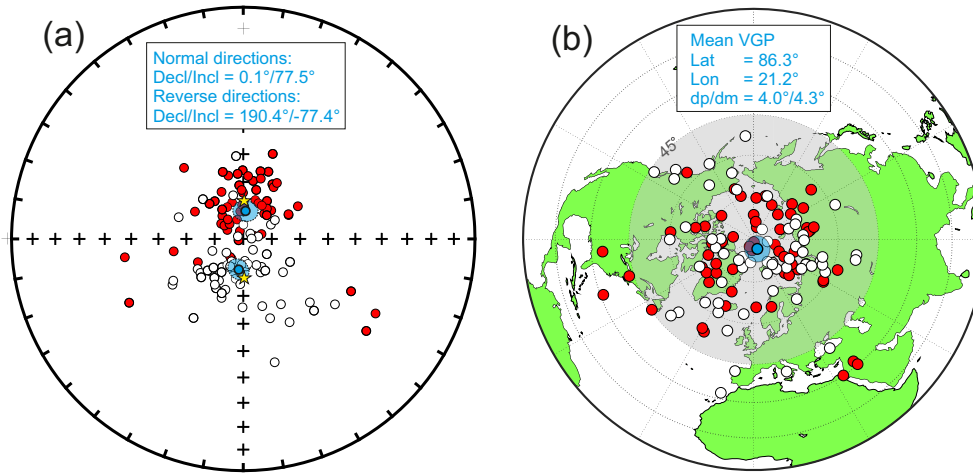 (a)
Normal directions:
Decl/Incl = 0.1°/77.5°
Reverse directions:
Decl/Incl = 190.4°/-77.4°
(b)
Mean VGP
Lat = 86.3°
Lon = 21.2°
dp/dm = 4.0°/4.3°
45°